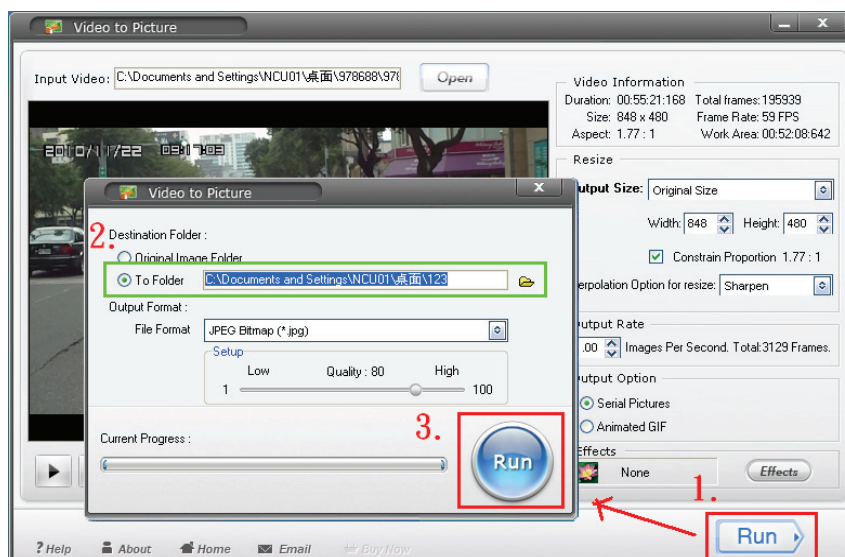 Video to Picture
Input Video: C:\Documents and Settings\NCU01\桌面\978688\978
Open
2010/11/22 09:17:03
Video Information
Duration: 00:55:21:168 Total frames: 195939
Size: 848 x 480 Frame Rate: 59 FPS
Aspect: 1.77 : 1 Work Area: 00:52:08:642
Resize
utput Size: Original Size
Width: 848 Height: 480
Constrain Proportion 1.77 : 1
erpolation Option for resize: Sharpen
utput Rate
.00 Images Per Second. Total:3129 Frames.
utput Option
Serial Pictures
Animated GIF
Effects
None
Effects
1.
Run
Video to Picture
2.
Destination Folder :
Original Image Folder
To Folder C:\Documents and Settings\NCU01\桌面\123
Output Format :
File Format JPEG Bitmap (*.jpg)
Setup
Low Quality : 80 High
1 100
Current Progress :
3.
Run
? Help About Home Email Buy Now